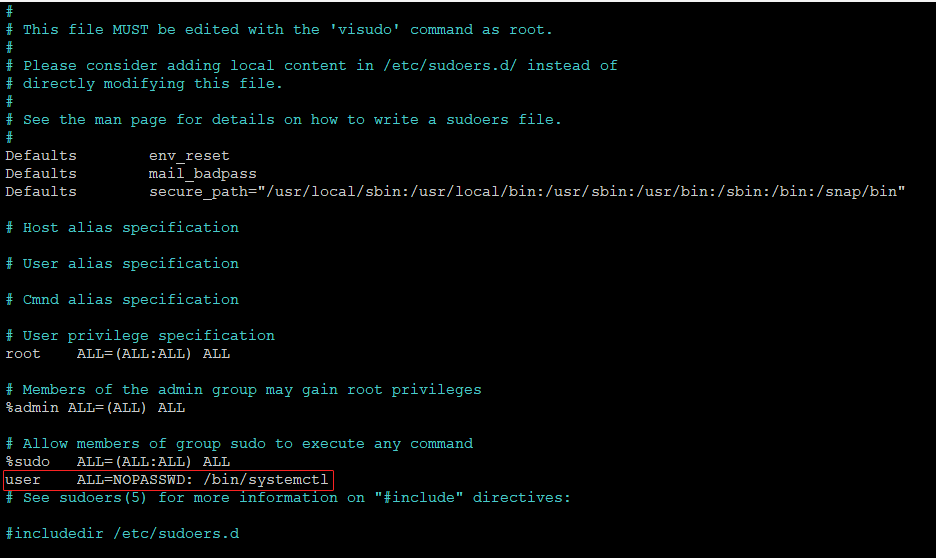 #
# This file MUST be edited with the 'visudo' command as root.
#
# Please consider adding local content in /etc/sudoers.d/ instead of
# directly modifying this file.
#
# See the man page for details on how to write a sudoers file.
#
Defaults        env_reset
Defaults        mail_badpass
Defaults        secure_path="/usr/local/sbin:/usr/local/bin:/usr/sbin:/usr/bin:/sbin:/bin:/snap/bin"
# Host alias specification
# User alias specification
# Cmnd alias specification
# User privilege specification
root    ALL=(ALL:ALL) ALL
# Members of the admin group may gain root privileges
%admin ALL=(ALL) ALL
# Allow members of group sudo to execute any command
%sudo   ALL=(ALL:ALL) ALL
user    ALL=NOPASSWD: /bin/systemctl
# See sudoers(5) for more information on "#include" directives:
#includedir /etc/sudoers.d